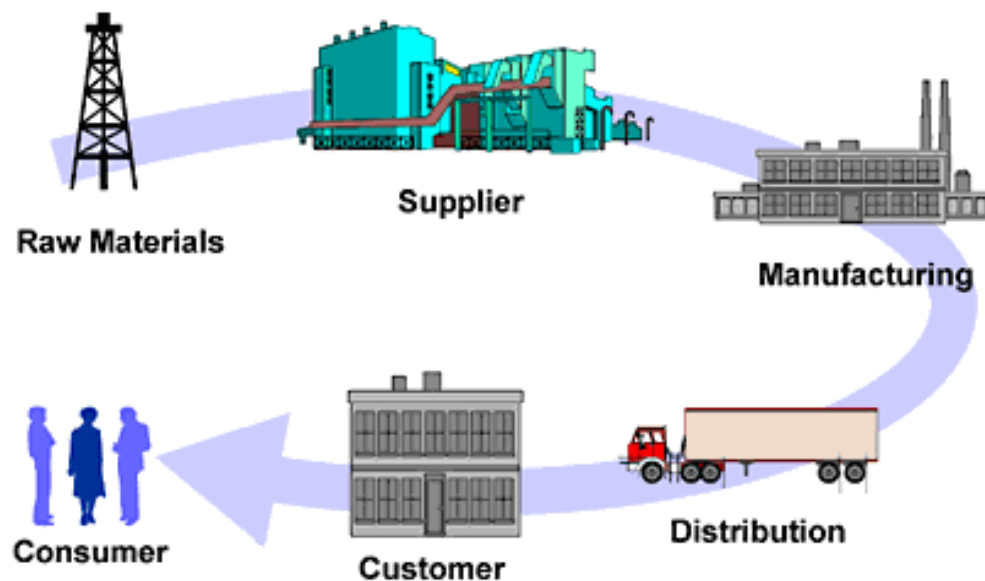 Raw Materials
Supplier
Manufacturing
Distribution
Customer
Consumer